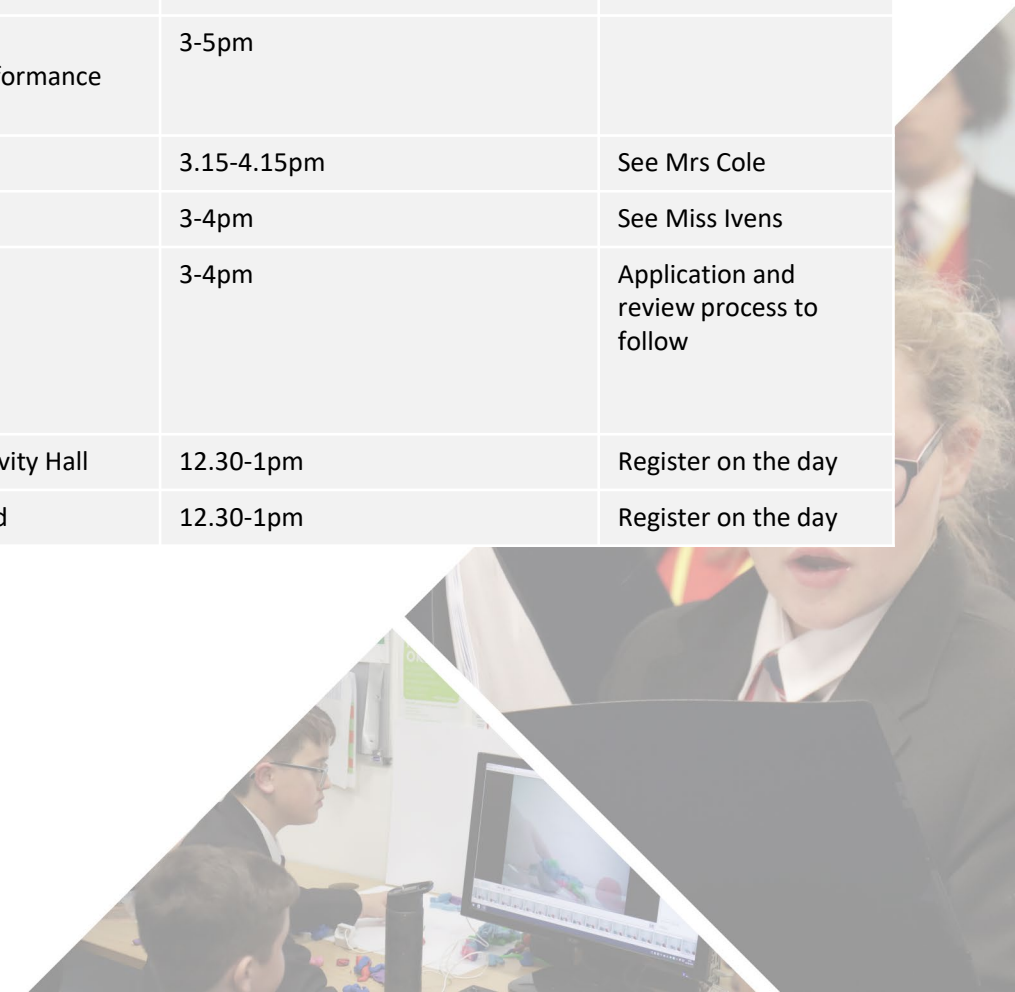 3-5pm
formance
3.15-4.15pm See Mrs Cole
3-4pm See Miss Ivens
3-4pm Application and
review process to
follow
vity Hall 12.30-1pm Register on the day
d 12.30-1pm Register on the day